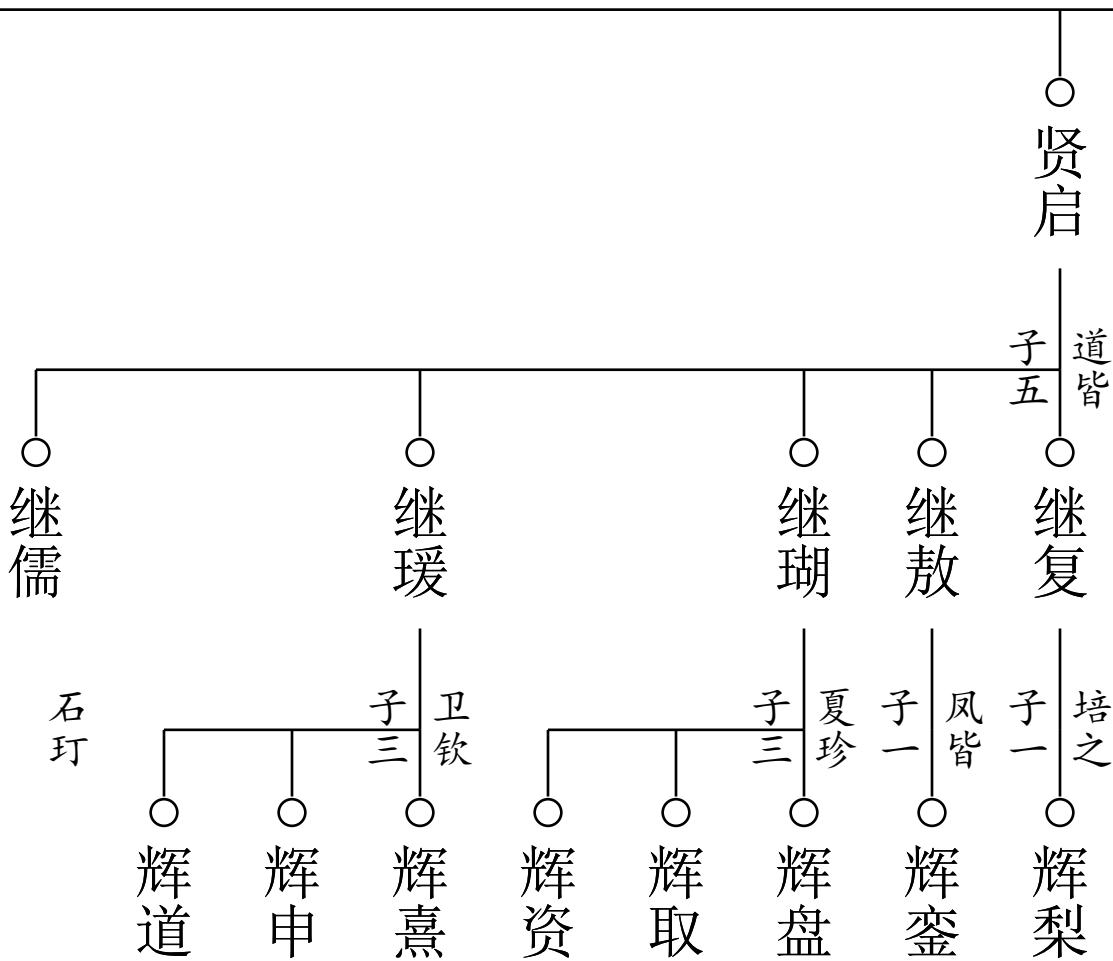 贤启
道皆
子五
继复
继敖
继瑚
继瑗
继儒
培之
子一
凤皆
子一
夏珍
子三
卫钦
子三
石玎
辉梨
辉銮
辉盘
辉取
辉资
辉熹
辉申
辉道